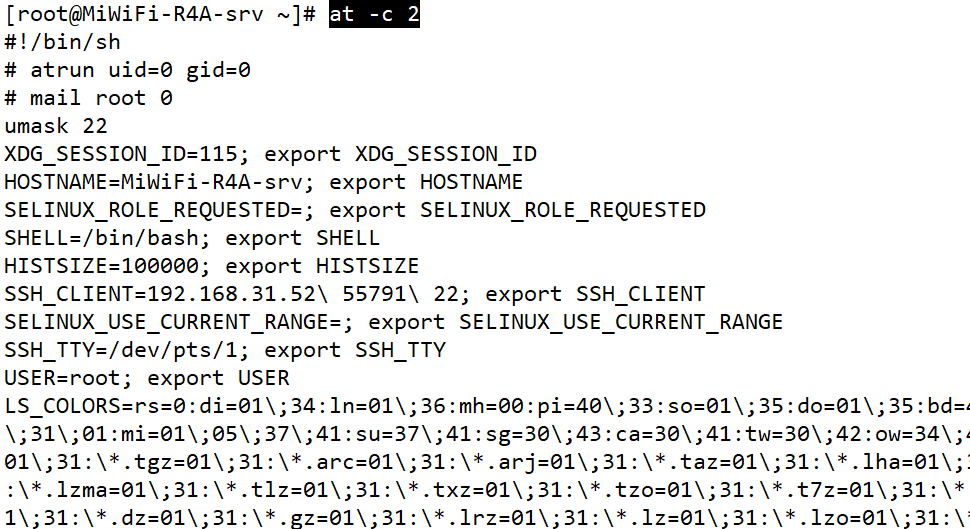 [root@MiWiFi-R4A-srv ~]# at -c 2
#!/bin/sh
# atrun uid=0 gid=0
# mail root 0
umask 22
XDG_SESSION_ID=115; export XDG_SESSION_ID
HOSTNAME=MiWiFi-R4A-srv; export HOSTNAME
SELINUX_ROLE_REQUESTED=; export SELINUX_ROLE_REQUESTED
SHELL=/bin/bash; export SHELL
HISTSIZE=100000; export HISTSIZE
SSH_CLIENT=192.168.31.52\ 55791\ 22; export SSH_CLIENT
SELINUX_USE_CURRENT_RANGE=; export SELINUX_USE_CURRENT_RANGE
SSH_TTY=/dev/pts/1; export SSH_TTY
USER=root; export USER
LS_COLORS=rs=0:di=01\;34:ln=01\;36:mh=00:pi=40\;33:so=01\;35:do=01\;35:bd=4
\;31\;01:mi=01\;05\;37\;41:su=37\;41:sg=30\;43:ca=30\;41:tw=30\;42:ow=34\;4
01\;31:\*.tgz=01\;31:\*.arc=01\;31:\*.arj=01\;31:\*.taz=01\;31:\*.lha=01\;3
:\*.lzma=01\;31:\*.tlz=01\;31:\*.txz=01\;31:\*.tzo=01\;31:\*.t7z=01\;31:\*
1\;31:\*.dz=01\;31:\*.gz=01\;31:\*.lrz=01\;31:\*.lz=01\;31:\*.lzo=01\;31:\